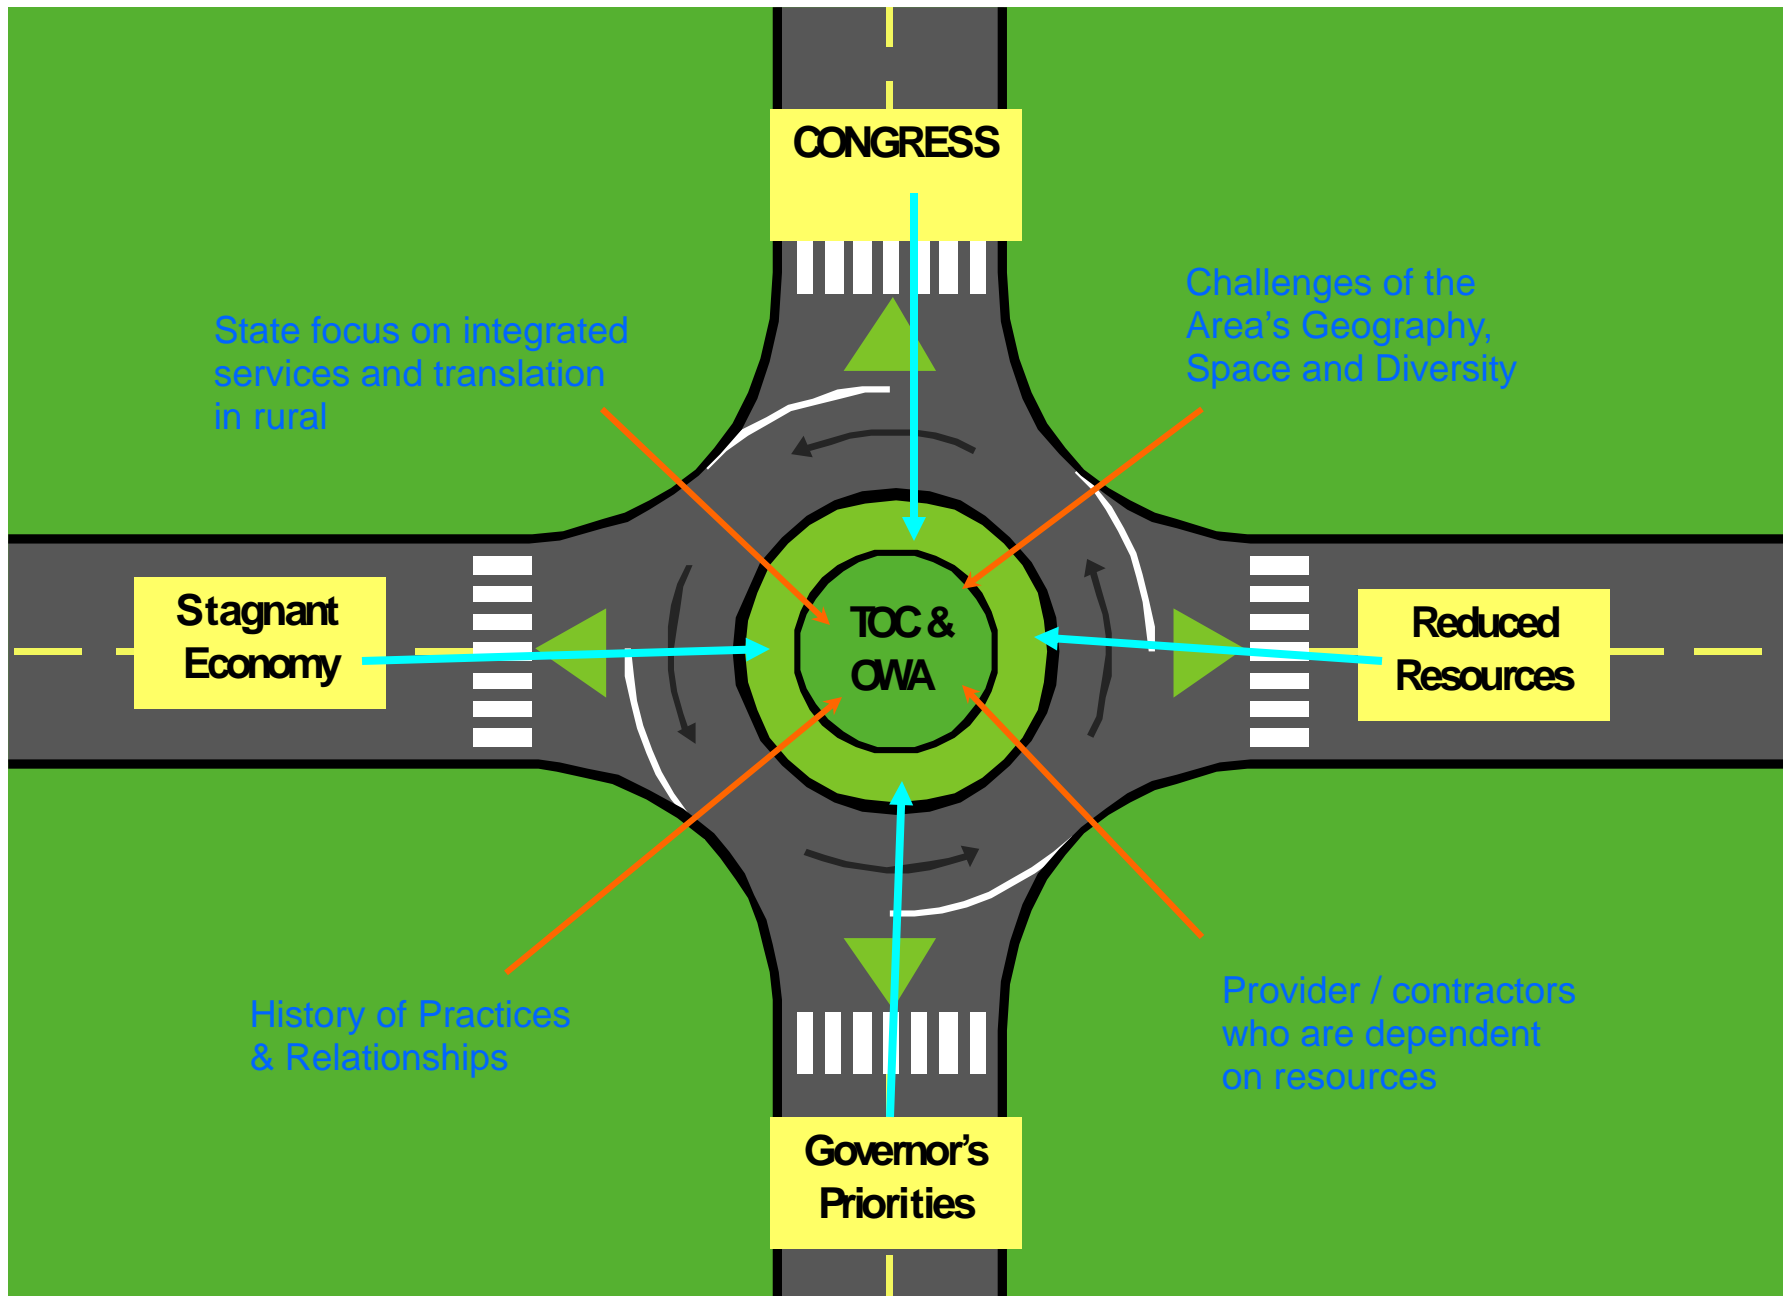 CONGRESS
State focus on integrated
services and translation
in rural
Challenges of the
Area's Geography,
Space and Diversity
Stagnant
Economy
TOC &
OWA
Reduced
Resources
History of Practices
& Relationships
Provider / contractors
who are dependent
on resources
Governor's
Priorities